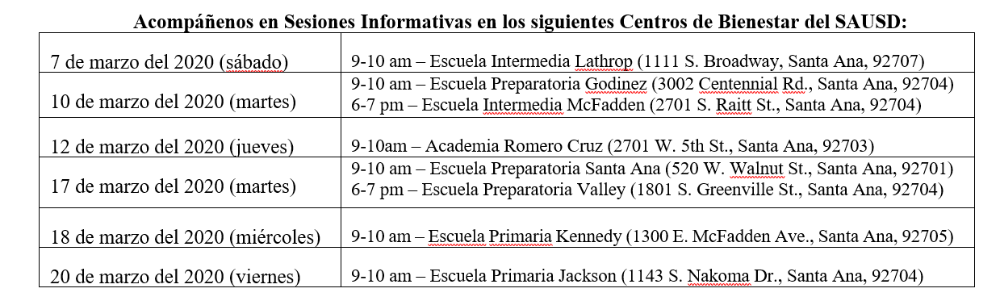 Acompáñenos en Sesiones Informativas en los siguientes Centros de Bienestar del SAUSD:
7 de marzo del 2020 (sábado)
9-10 am – Escuela Intermedia Lathrop (1111 S. Broadway, Santa Ana, 92707)
10 de marzo del 2020 (martes)
9-10 am – Escuela Preparatoria Godinez (3002 Centennial Rd., Santa Ana, 92704)
6-7 pm – Escuela Intermedia McFadden (2701 S. Raitt St., Santa Ana, 92704)
12 de marzo del 2020 (jueves)
9-10am – Academia Romero Cruz (2701 W. 5th St., Santa Ana, 92703)
17 de marzo del 2020 (martes)
9-10 am – Escuela Preparatoria Santa Ana (520 W. Walnut St., Santa Ana, 92701)
6-7 pm – Escuela Preparatoria Valley (1801 S. Greenville St., Santa Ana, 92704)
18 de marzo del 2020 (miércoles)
9-10 am – Escuela Primaria Kennedy (1300 E. McFadden Ave., Santa Ana, 92705)
20 de marzo del 2020 (viernes)
9-10 am – Escuela Primaria Jackson (1143 S. Nakoma Dr., Santa Ana, 92704)